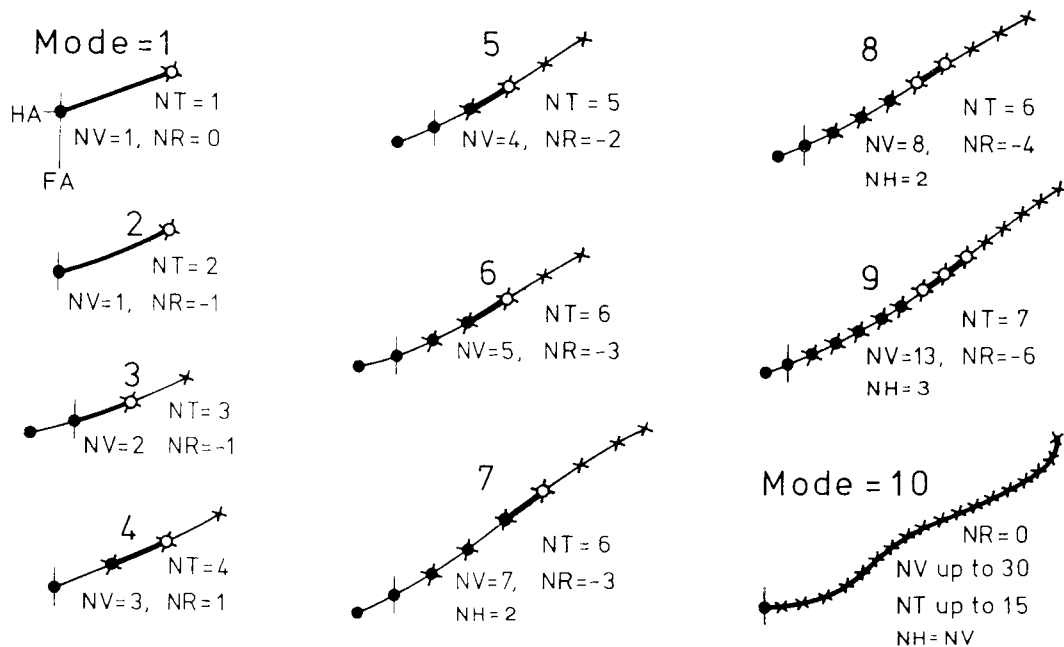 Mode=1
HA
NT=1
NV=1, NR=0
FA
2
NT=2
NV=1, NR=-1
3
NT=3
NV=2 NR=-1
4
NT=4
NV=3, NR=1
5
NT=5
NV=4, NR=-2
6
NT=6
NV=5, NR=-3
7
NT=6
NV=7, NR=-3
NH=2
8
NT=6
NV=8, NR=-4
NH=2
9
NT=7
NV=13, NR=-6
NH=3
Mode=10
NR=0
NV up to 30
NT up to 15
NH=NV